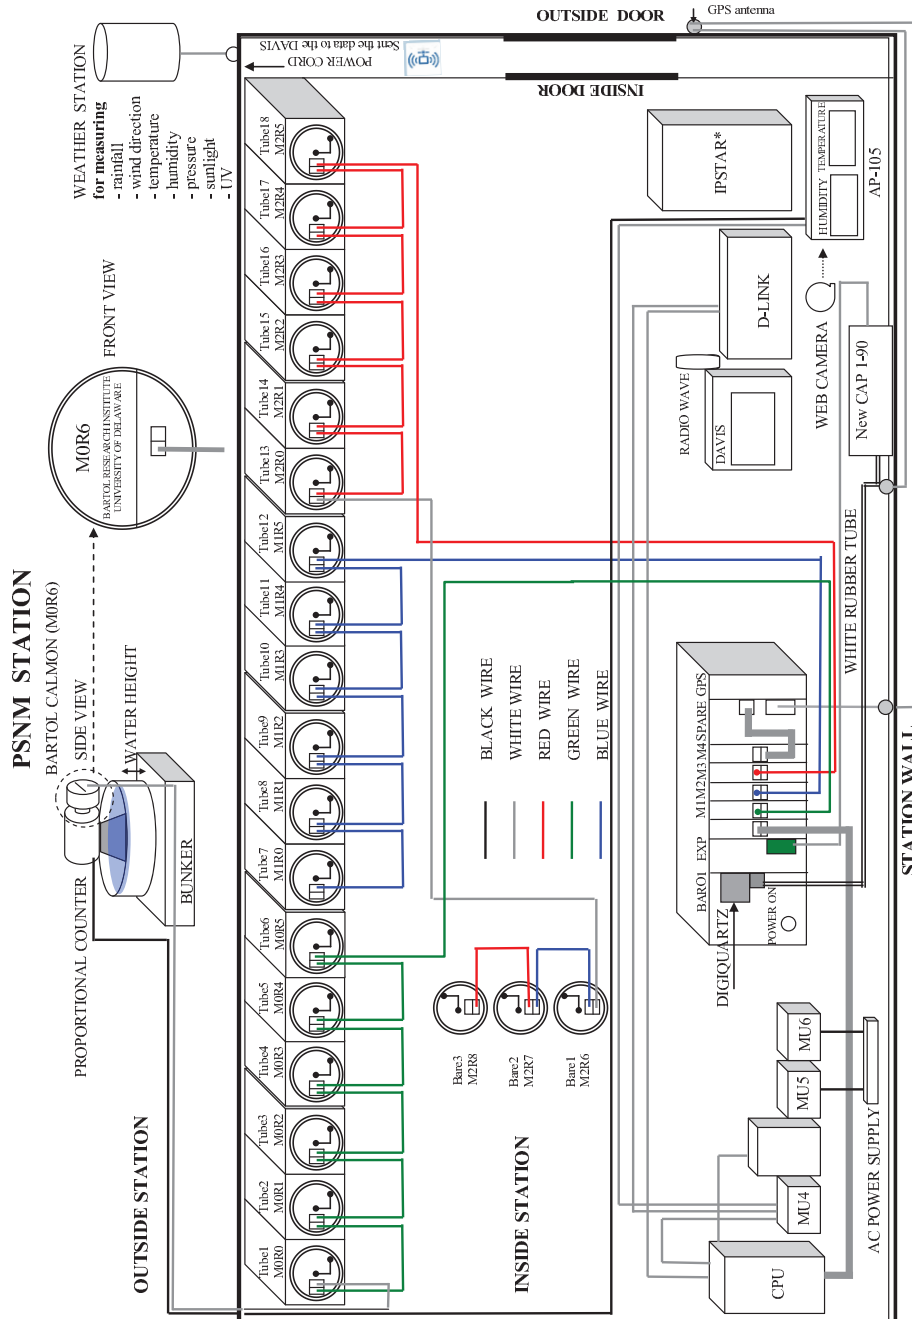 PSNM STATION
OUTSIDE DOOR
GPS antenna
INSIDE DOOR
POWER CORD
Sent the data to the DAVIS
WEATHER STATION
for measuring
- rainfall
- wind direction
- temperature
- humidity
- pressure
- sunlight
- UV
FRONT VIEW
M0R6
BARTOL RESEARCH INSTITUTE
UNIVERSITY OF DELAWARE
BARTOL CALMON (M0R6)
SIDE VIEW
WATER HEIGHT
BUNKER
PROPORTIONAL COUNTER
OUTSIDE STATION
INSIDE STATION
Tube18
M2R5
Tube17
M2R4
Tube16
M2R3
Tube15
M2R2
Tube14
M2R1
Tube13
M2R0
Tube12
M1R5
Tube11
M1R4
Tube10
M1R3
Tube9
M1R2
Tube8
M1R1
Tube7
M1R0
Tube6
M0R5
Tube5
M0R4
Tube4
M0R3
Tube3
M0R2
Tube2
M0R1
Tube1
M0R0
Bare3
M2R8
Bare2
M2R7
Bare1
M2R6
BLACK WIRE
WHITE WIRE
RED WIRE
GREEN WIRE
BLUE WIRE
IPSTAR*
HUMIDITY TEMPERATURE
AP-105
D-LINK
WEB CAMERA
RADIO WAVE
DAVIS
New CAP 1-90
WHITE RUBBER TUBE
BARO1 EXP M1 M2 M3 M4 SPARE GPS
POWER ON
DIGIQUARTZ
STATION WALL
MU6
MU5
MU4
CPU
AC POWER SUPPLY